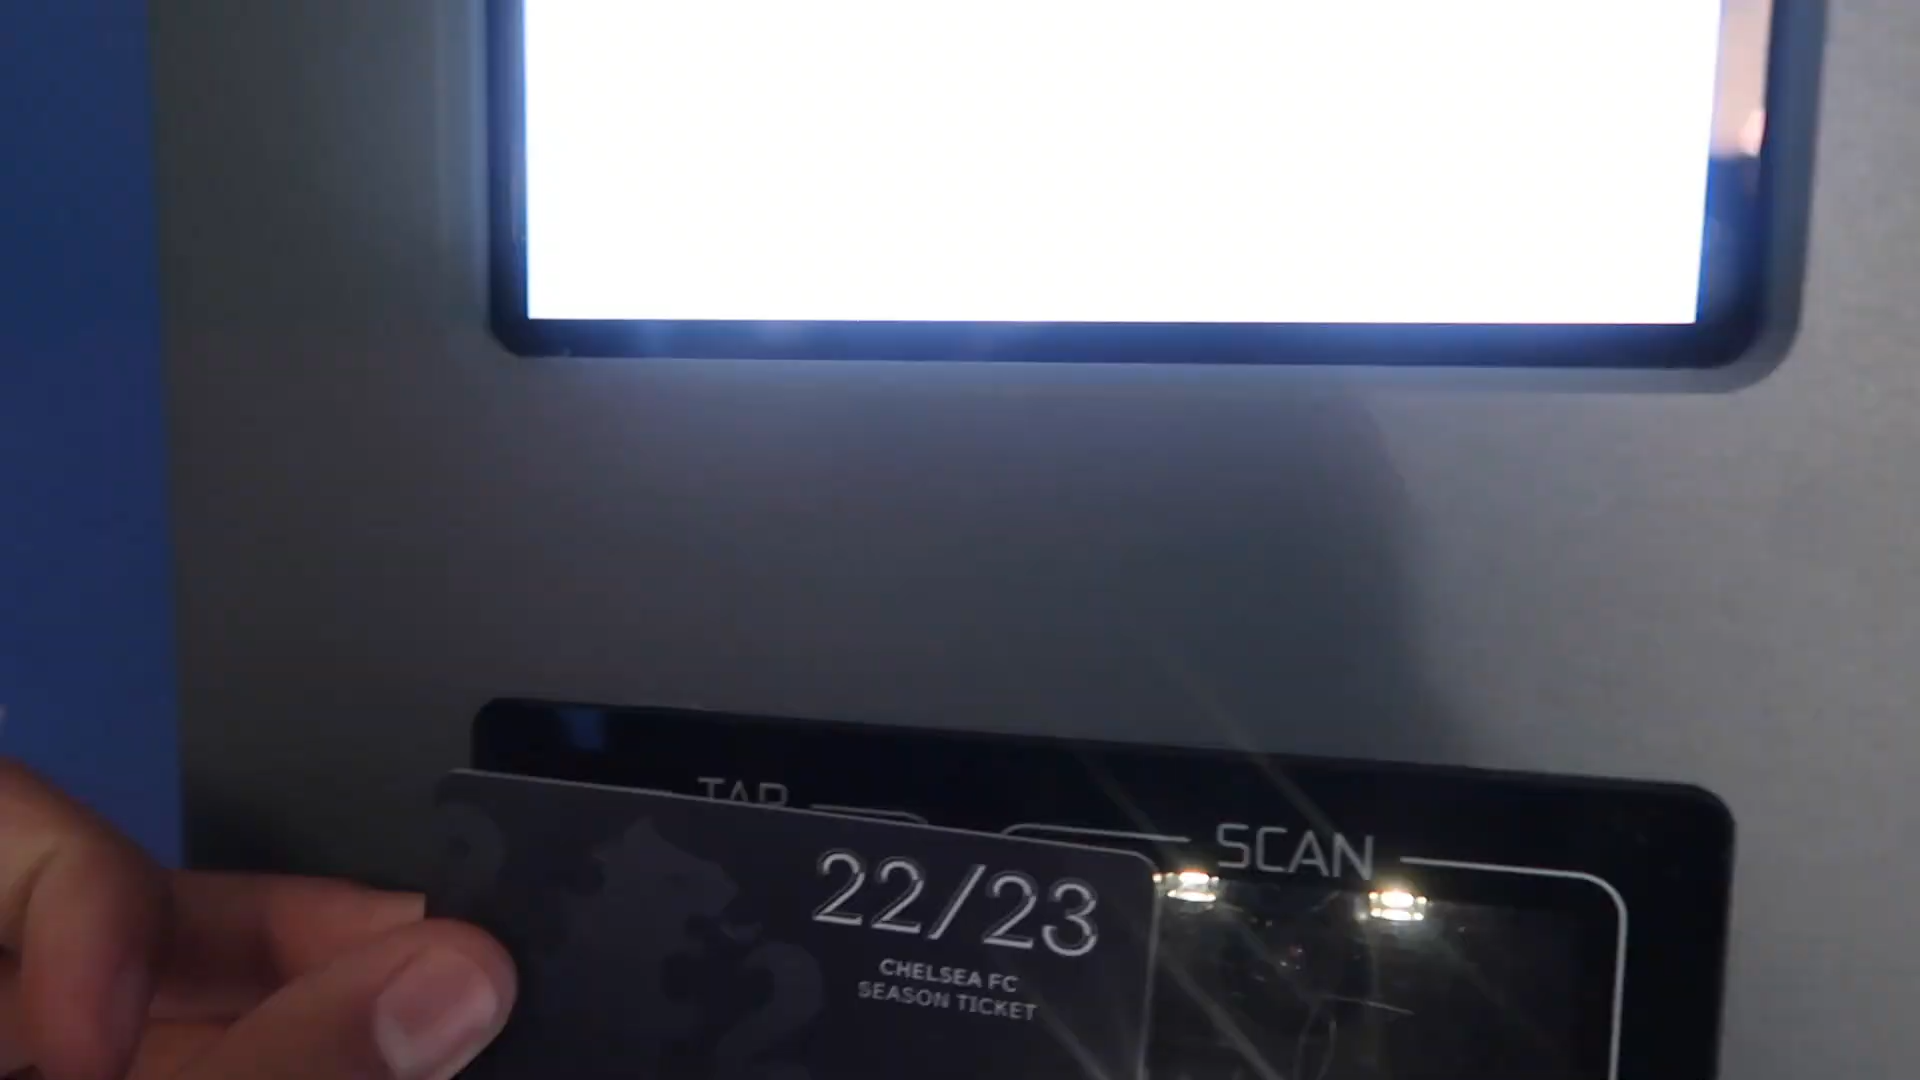 TAP
SCAN
22/23
CHELSEA FC
SEASON TICKET